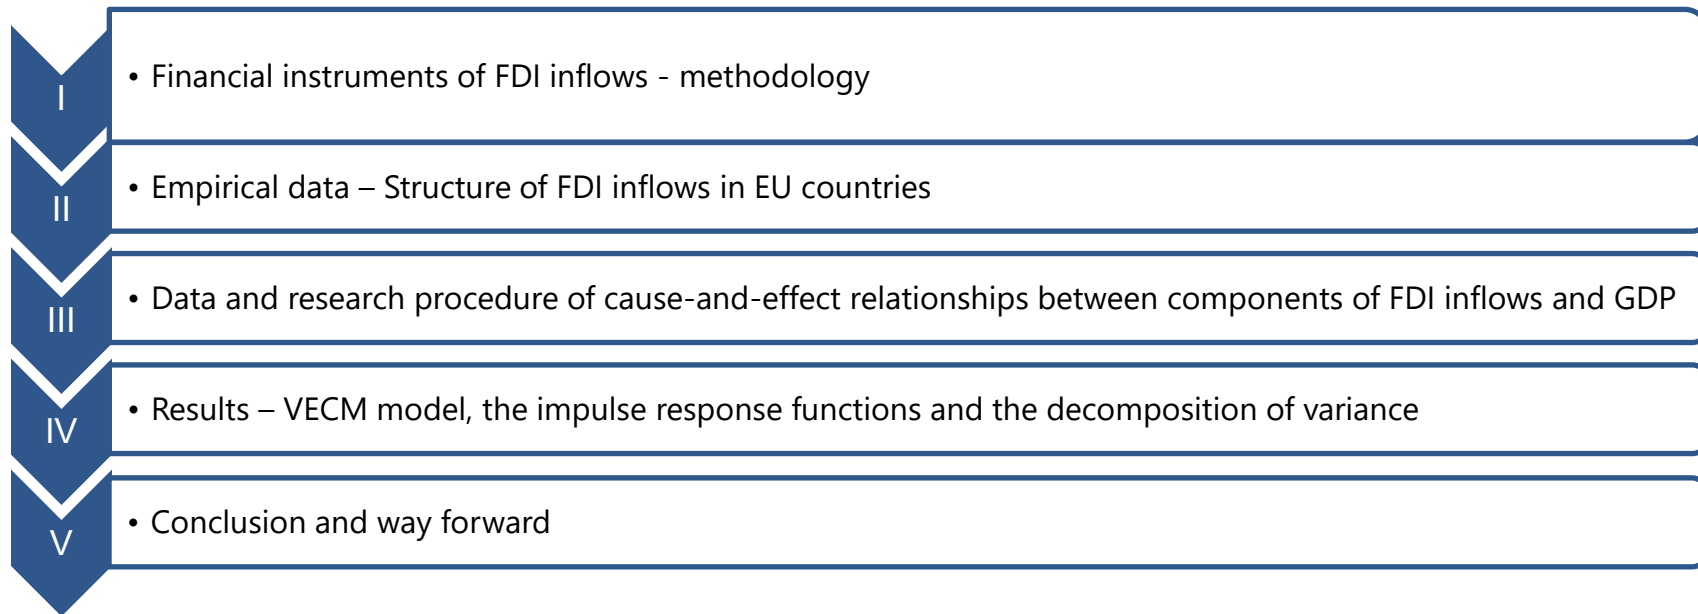 I
• Financial instruments of FDI inflows - methodology
II
• Empirical data – Structure of FDI inflows in EU countries
III
• Data and research procedure of cause-and-effect relationships between components of FDI inflows and GDP
IV
• Results – VECM model, the impulse response functions and the decomposition of variance
V
• Conclusion and way forward